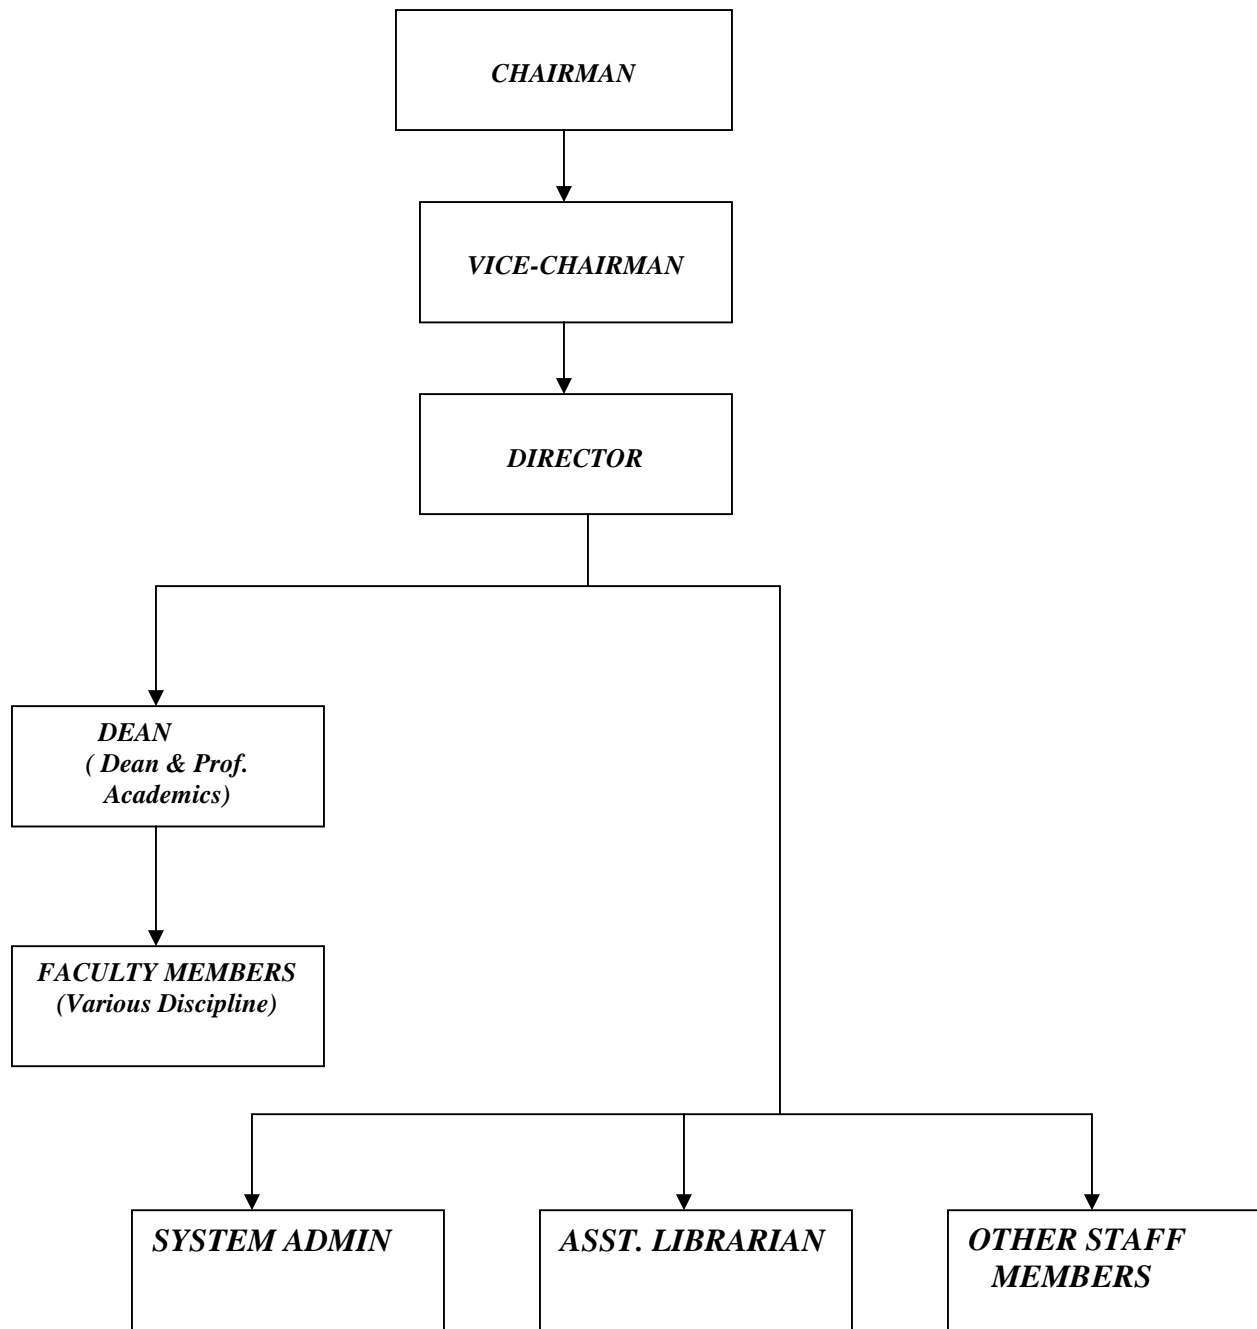 CHAIRMAN
VICE-CHAIRMAN
DIRECTOR
DEAN
( Dean & Prof.
Academics)
FACULTY MEMBERS
(Various Discipline)
SYSTEM ADMIN
ASST. LIBRARIAN
OTHER STAFF
MEMBERS